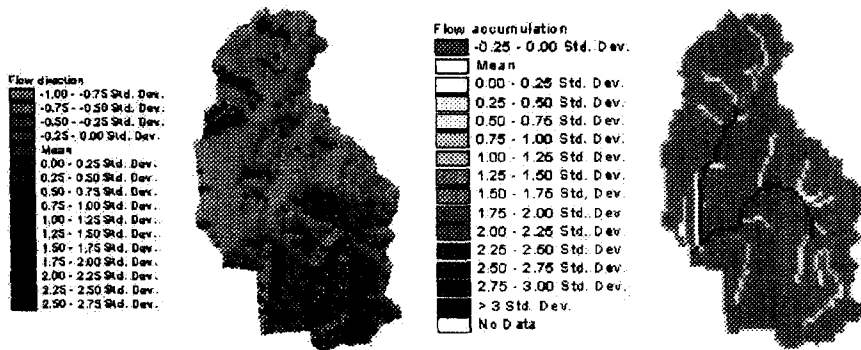 Flow direction
-1.00 - -0.75 Std. Dev.
-0.75 - -0.50 Std. Dev.
-0.50 - -0.25 Std. Dev.
-0.25 - 0.00 Std. Dev.
Mean
0.00 - 0.25 Std. Dev.
0.25 - 0.50 Std. Dev.
0.50 - 0.75 Std. Dev.
0.75 - 1.00 Std. Dev.
1.00 - 1.25 Std. Dev.
1.25 - 1.50 Std. Dev.
1.50 - 1.75 Std. Dev.
1.75 - 2.00 Std. Dev.
2.00 - 2.25 Std. Dev.
2.25 - 2.50 Std. Dev.
2.50 - 2.75 Std. Dev.
Flow accumulation
-0.25 - 0.00 Std. Dev.
Mean
0.00 - 0.25 Std. Dev.
0.25 - 0.50 Std. Dev.
0.50 - 0.75 Std. Dev.
0.75 - 1.00 Std. Dev.
1.00 - 1.25 Std. Dev.
1.25 - 1.50 Std. Dev.
1.50 - 1.75 Std. Dev.
1.75 - 2.00 Std. Dev.
2.00 - 2.25 Std. Dev.
2.25 - 2.50 Std. Dev.
2.50 - 2.75 Std. Dev.
2.75 - 3.00 Std. Dev.
> 3 Std. Dev.
No Data